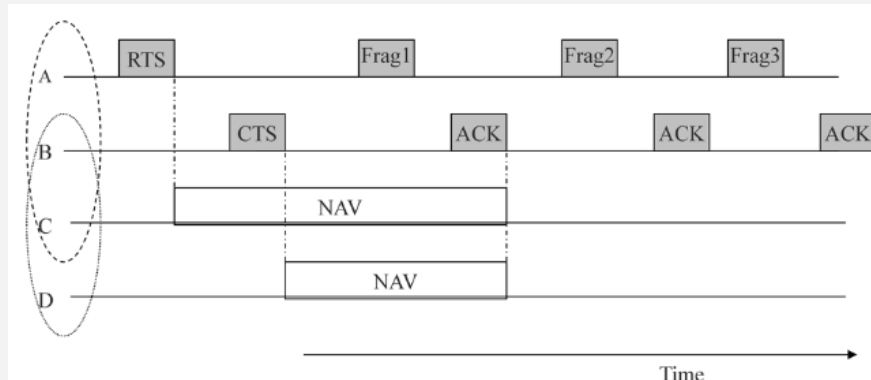 A RTS Frag1 Frag2 Frag3
B CTS ACK ACK ACK
C NAV
D NAV
Time